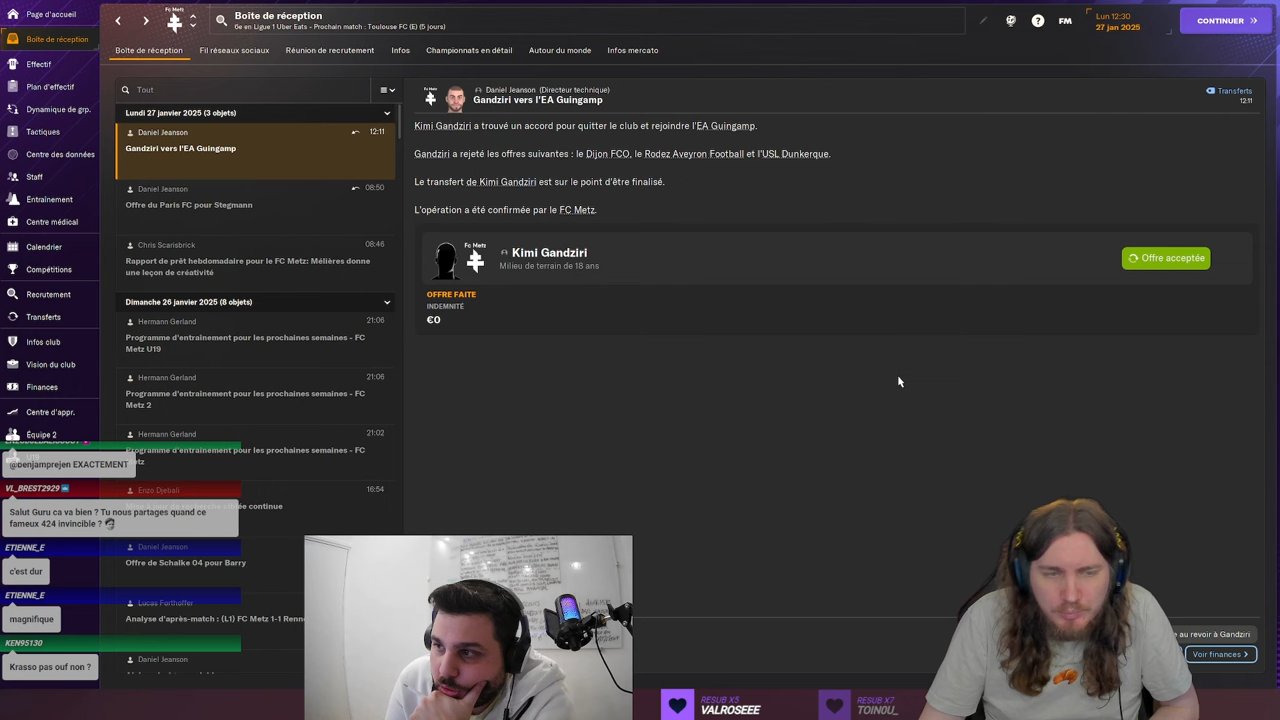 Page d'accueil
Boîte de réception
Effectif
Plan d'effectif
Dynamique de grp.
Tactiques
Centre des données
Staff
Entraînement
Centre médical
Calendrier
Compétitions
Recrutement
Transferts
Infos club
Vision du club
Finances
Centre d'appr.
Équipe 2
U19
Fc Metz
Boîte de réception
6e en Ligue 1 Uber Eats - Prochain match : Toulouse FC (E) (5 jours)
FM
Lun 12:30
27 jan 2025
CONTINUER
Boîte de réception
Fil réseaux sociaux
Réunion de recrutement
Infos
Championnats en détail
Autour du monde
Infos mercato
Tout
Lundi 27 janvier 2025 (3 objets)
Daniel Jeanson 12:11
Gandziri vers l'EA Guingamp
Daniel Jeanson 08:50
Offre du Paris FC pour Stegmann
Chris Scarisbrick 08:46
Rapport de prêt hebdomadaire pour le FC Metz: Mélières donne
une leçon de créativité
Dimanche 26 janvier 2025 (8 objets)
Hermann Gerland 21:06
Programme d'entraînement pour les prochaines semaines - FC
Metz U19
Hermann Gerland 21:06
Programme d'entraînement pour les prochaines semaines - FC
Metz 2
Hermann Gerland 21:02
Programme d'entraînement pour les prochaines semaines - FC
Enzo Djebali 16:54
continue
Daniel Jeanson
Offre de Schalke 04 pour Barry
Lucas Forthoffer
Analyse d'après-match : (L1) FC Metz 1-1 Renn
Daniel Jeanson
Fc Metz
Daniel Jeanson (Directeur technique)
Gandziri vers l'EA Guingamp
Transferts
12:11
Kimi Gandziri a trouvé un accord pour quitter le club et rejoindre l'EA Guingamp.
Gandziri a rejeté les offres suivantes : le Dijon FCO, le Rodez Aveyron Football et l'USL Dunkerque.
Le transfert de Kimi Gandziri est sur le point d'être finalisé.
L'opération a été confirmée par le FC Metz.
Fc Metz
Kimi Gandziri
Milieu de terrain de 18 ans
Offre acceptée
OFFRE FAITE
INDEMNITÉ
€0
au revoir à Gandziri
Voir finances
@benjamprejen EXACTEMENT
VL_BREST2929
Salut Guru ca va bien ? Tu nous partages quand ce
fameux 424 invincible ?
ETIENNE_E
c'est dur
ETIENNE_E
magnifique
KEN95130
Krasso pas ouf non ?
RESUB X5
VALROSEEE
RESUB X7
TOIN0U_